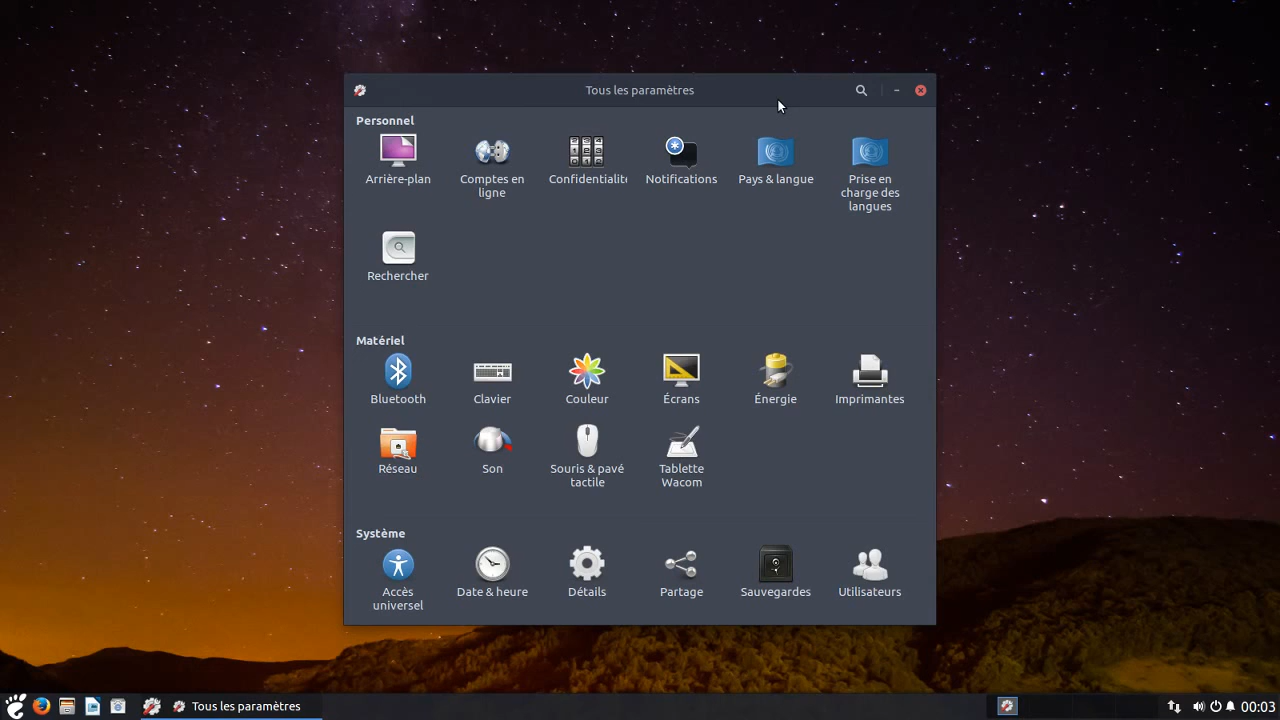 Tous les paramètres
Personnel
Arrière-plan
Comptes en
ligne
Confidentialité
Notifications
Pays & langue
Prise en
charge des
langues
Rechercher
Matériel
Bluetooth
Clavier
Couleur
Écrans
Énergie
Imprimantes
Réseau
Son
Souris & pavé
tactile
Tablette
Wacom
Système
Accès
universel
Date & heure
Détails
Partage
Sauvegardes
Utilisateurs
Tous les paramètres
00:03